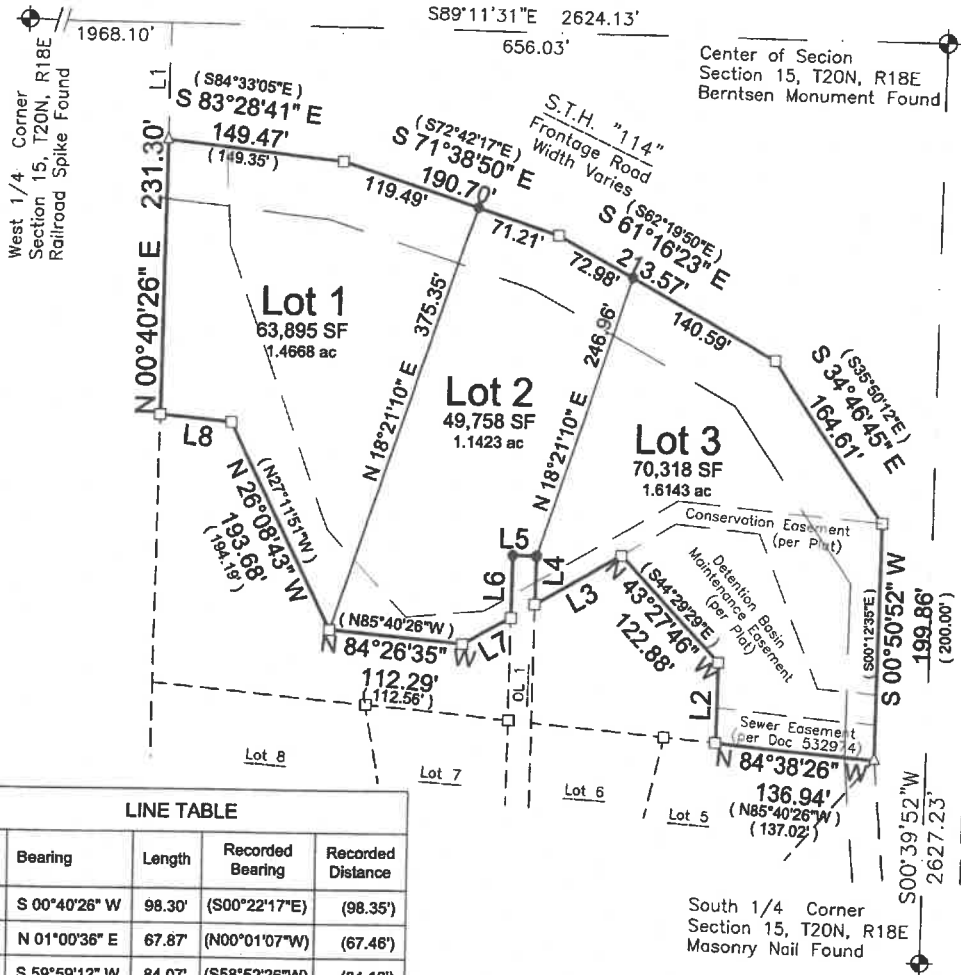 S89°11'31"E 2624.13'
1968.10'
656.03'
West 1/4 Corner
Section 15, T20N, R18E
Railroad Spike Found
Center of Secion
Section 15, T20N, R18E
Berntsen Monument Found
L1
(S84°33'05"E)
S 83°28'41" E
149.47'
(149.35')
S.T.H. "114"
Frontage Road
Width Varies
(S72°42'17"E)
S 71°38'50" E
190.70'
119.49'
71.21'
(S62°19'50"E)
S 61°16'23" E
213.57'
72.98'
140.59'
(S35°50'12"E)
S 34°46'45" E
164.61'
N 00°40'26" E 231.30'
Lot 1
63,895 SF
1.4668 ac
N 18°21'10" E 375.35'
Lot 2
49,758 SF
1.1423 ac
N 18°21'10" E 246.96'
Lot 3
70,318 SF
1.6143 ac
L8
(N27°11'51"W)
N 26°08'43" W
193.68'
(194.19')
Conservation Easement
(per Plat)
Detention Basin
Maintenance Easement
(per Plat)
L5
L6
L4
L3
L7
(S44°29'29"E)
N 43°27'46" W
122.88'
(S00°12'35"E)
S 00°50'52" W
199.86'
(200.00')
(N85°40'26"W)
N 84°26'35" W
112.29'
(112.56')
OL 1
L2
Sewer Easement
(per Doc 532974)
N 84°38'26" W
136.94'
(N85°40'26"W)
(137.02')
Lot 8
Lot 7
Lot 6
Lot 5
S00°39'52"W
2627.23'
South 1/4 Corner
Section 15, T20N, R18E
Masonry Nail Found
LINE TABLE
Bearing Length Recorded Bearing Recorded Distance
S 00°40'26" W 98.30' (S00°22'17"E) (98.35')
N 01°00'36" E 67.87' (N00°01'07"W) (67.46')
S 59°59'12" W 84.07' (S58°52'26"W)